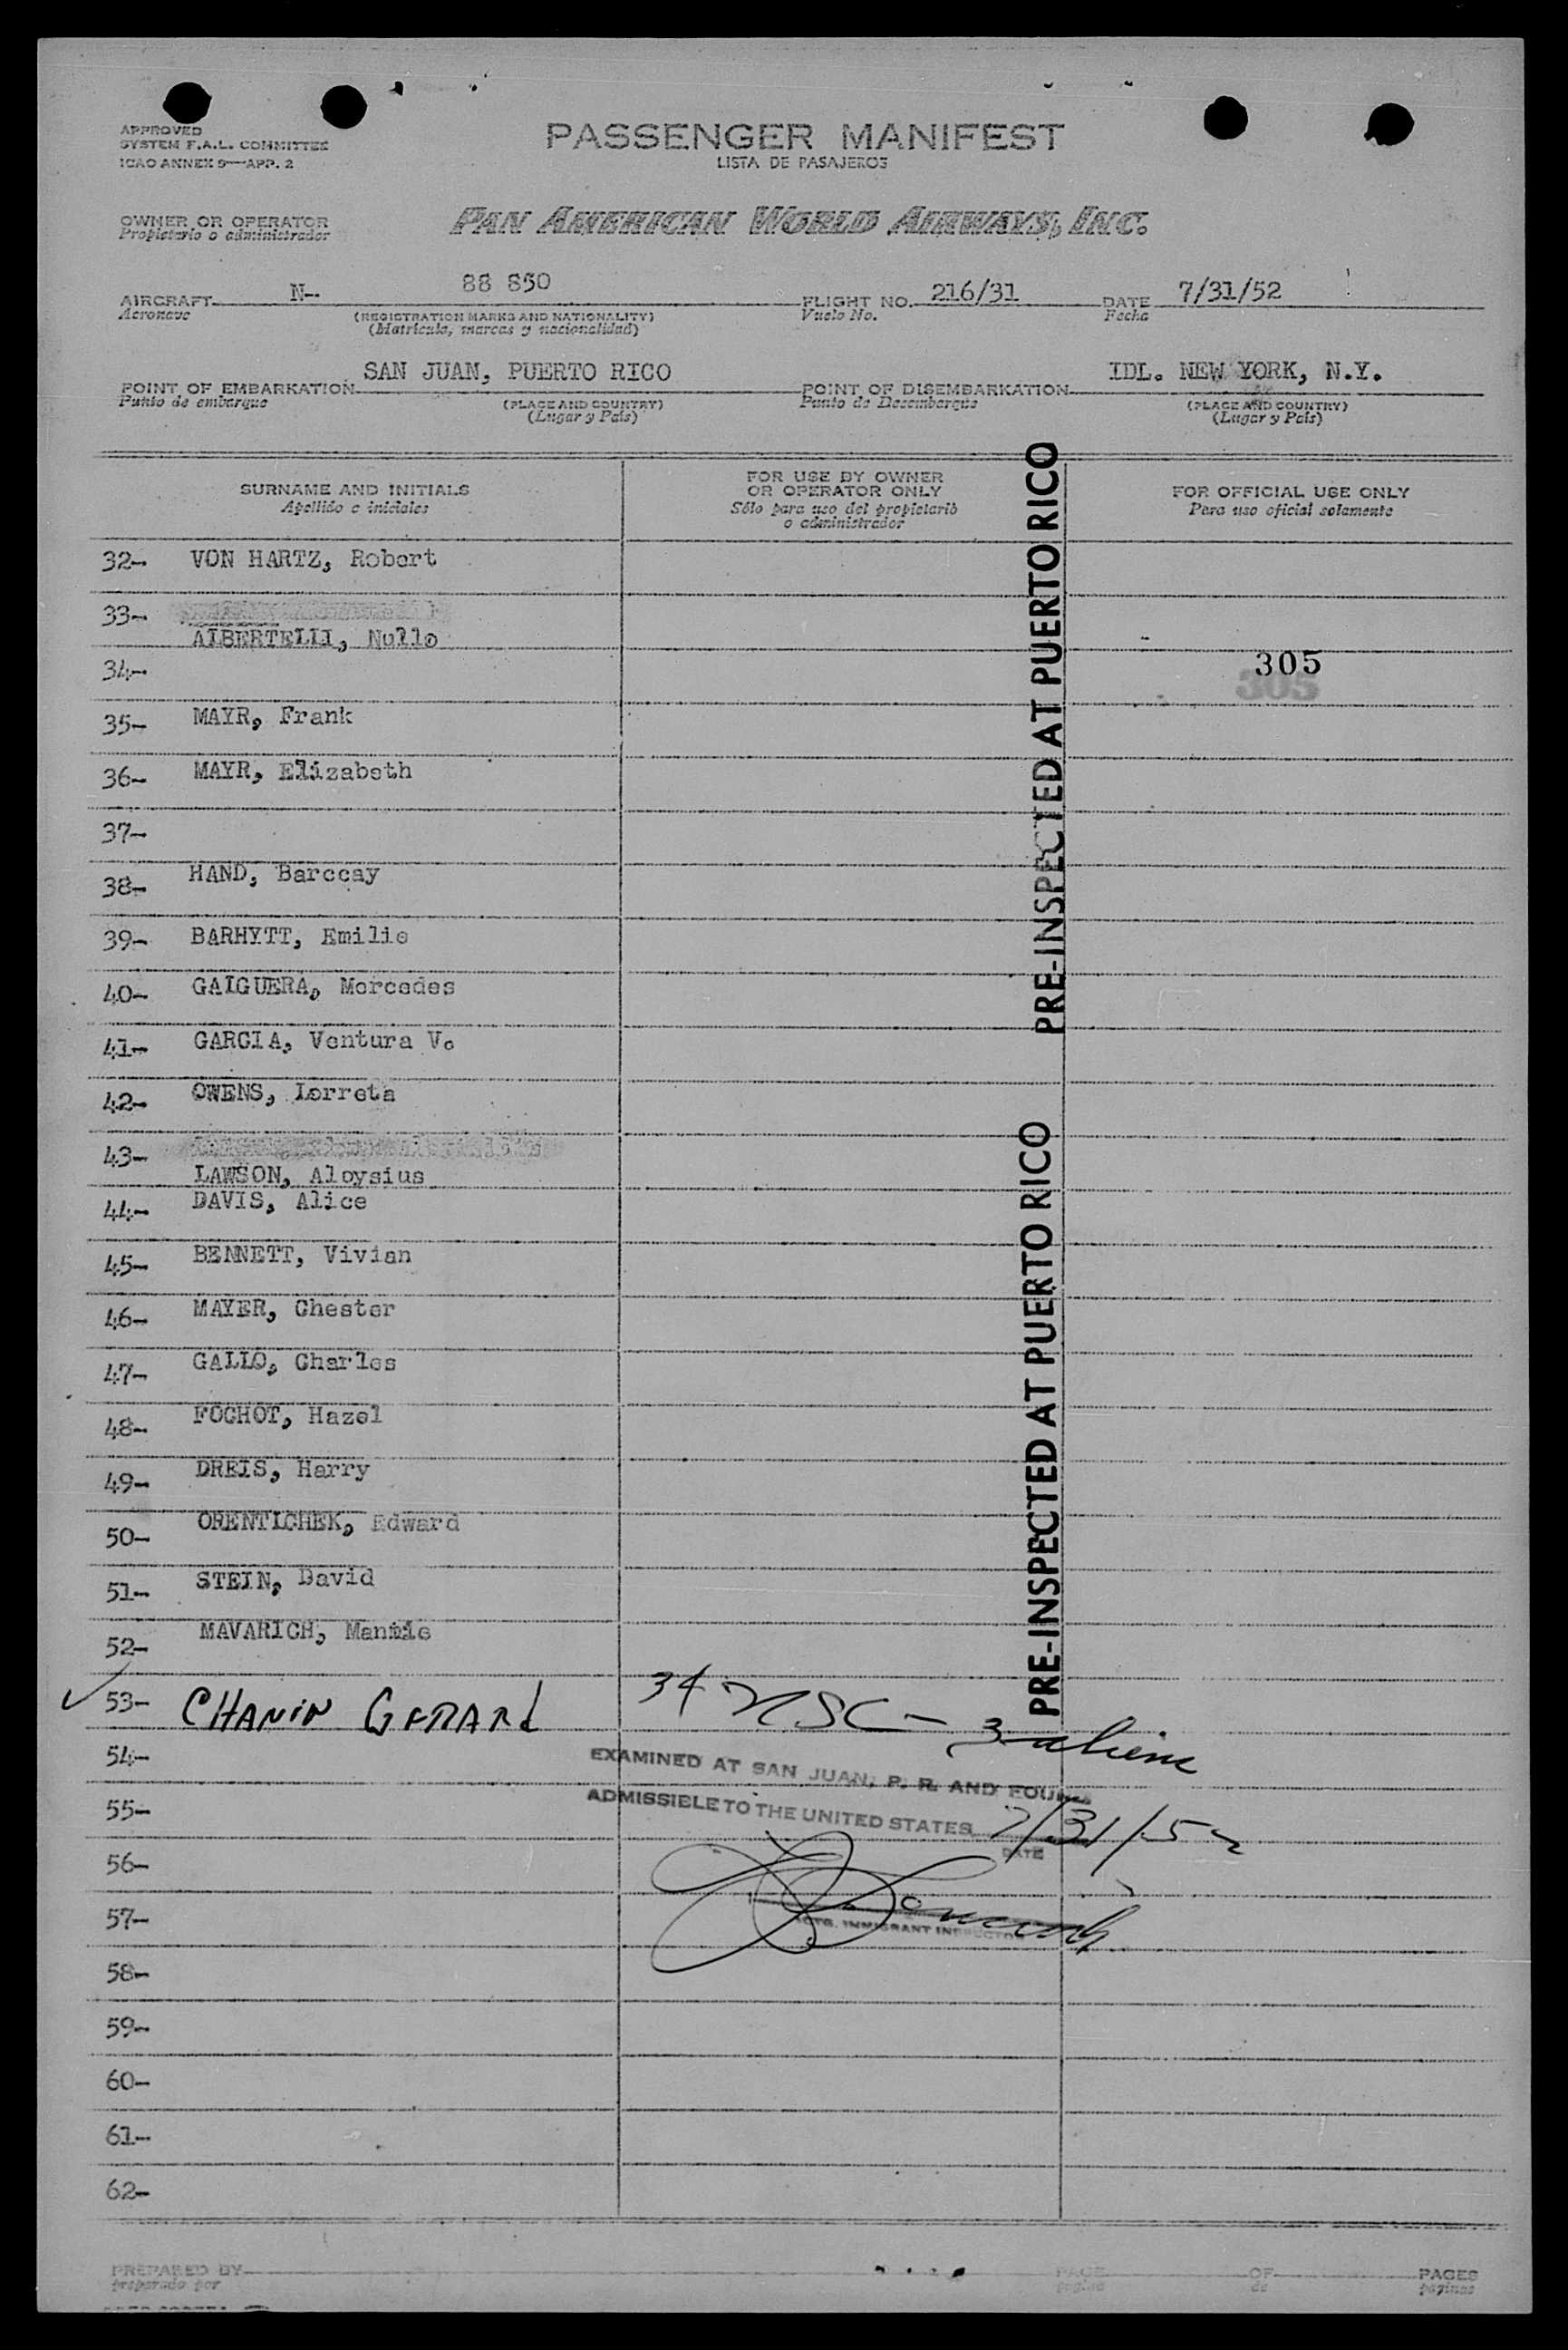 APPROVED
SYSTEM F.A.L. COMMITTEE
ICAO ANNEX 9—APP. 2
PASSENGER MANIFEST
LISTA DE PASAJEROS
OWNER OR OPERATOR
Propietario o administrador
PAN AMERICAN WORLD AIRWAYS, INC.
AIRCRAFT N- 88 850 FLIGHT NO. 216/31 DATE 7/31/52
Aeronave (REGISTRATION MARKS AND NATIONALITY) Vuelo No. Fecha
(Matrícula, marcas y nacionalidad)
POINT OF EMBARKATION SAN JUAN, PUERTO RICO POINT OF DISEMBARKATION IDL. NEW YORK, N.Y.
Punto de embarque (PLACE AND COUNTRY) Punto de Desembarque (PLACE AND COUNTRY)
(Lugar y País) (Lugar y País)
SURNAME AND INITIALS
Apellido e iniciales
FOR USE BY OWNER
OR OPERATOR ONLY
Sólo para uso del propietario
o administrador
FOR OFFICIAL USE ONLY
Para uso oficial solamente
32- VON HARTZ, Robert
33-
ALBERTELLI, Nullo
34-
305
305
35- MAYR, Frank
36- MAYR, Elizabeth
37-
38- HAND, Barccay
39- BARHYTT, Emilie
40- GAIGUERA, Mercedes
41- GARCIA, Ventura V.
42- OWENS, Lorreta
43-
LAWSON, Aloysius
44- DAVIS, Alice
45- BENNETT, Vivian
46- MAYER, Chester
47- GALLO, Charles
48- FOCHOT, Hazel
49- DREIS, Harry
50- ORENTICHEK, Edward
51- STEIN, David
52- MAVARICH, Mannie
53- CHANIN GERARD 34 USC - 3 aliens
54-
EXAMINED AT SAN JUAN, P. R. AND FOUND
55-
ADMISSIBLE TO THE UNITED STATES 7/31/52
DATE
56-
57-
ACTG. IMMIGRANT INSPECTOR
58-
59-
60-
61-
62-
PRE-INSPECTED AT PUERTO RICO
PRE-INSPECTED AT PUERTO RICO
PREPARED BY PAGE OF PAGES
preparado por página de páginas